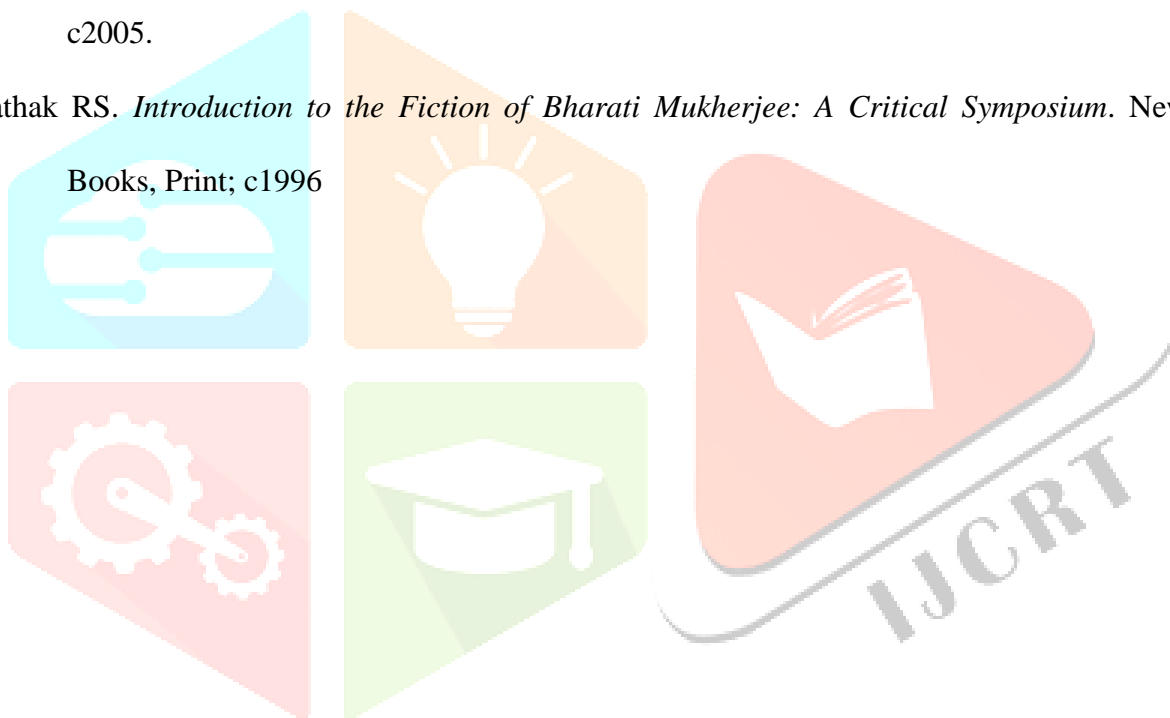 c2005.
athak RS. Introduction to the Fiction of Bharati Mukherjee: A Critical Symposium. Nev
Books, Print; c1996
IJCRT